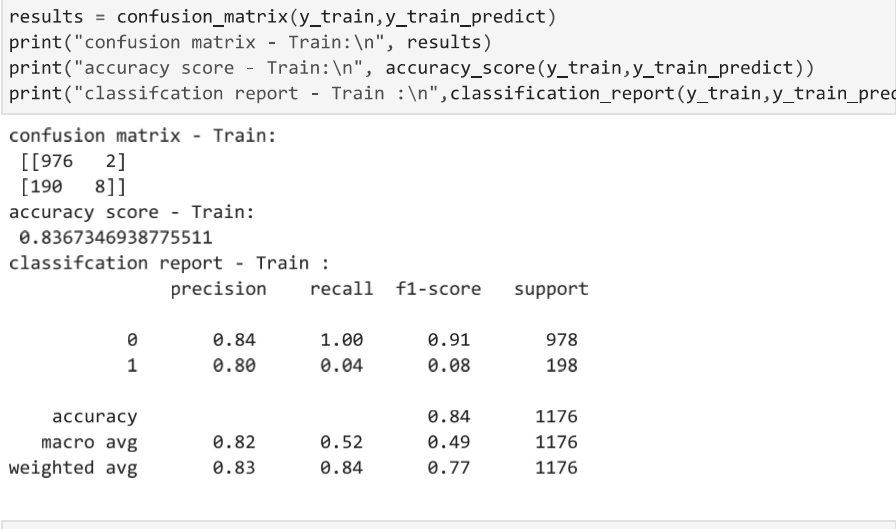 results = confusion_matrix(y_train,y_train_predict)
print("confusion matrix - Train:\n", results)
print("accuracy score - Train:\n", accuracy_score(y_train,y_train_predict))
print("classifcation report - Train :\n",classification_report(y_train,y_train_pred
confusion matrix - Train:
[[976   2]
[190   8]]
accuracy score - Train:
0.8367346938775511
classifcation report - Train :
precision    recall  f1-score   support
0       0.84      1.00      0.91       978
1       0.80      0.04      0.08       198
accuracy                           0.84      1176
macro avg       0.82      0.52      0.49      1176
weighted avg       0.83      0.84      0.77      1176